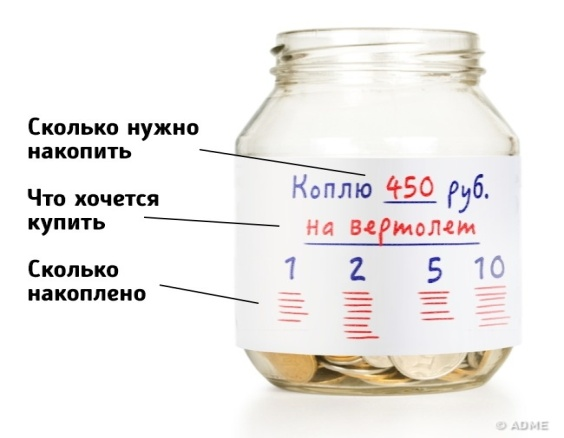 Сколько нужно
накопить
Коплю 450 руб.
Что хочется
купить
на вертолет
Сколько
накоплено
1 2 5 10
© ADME